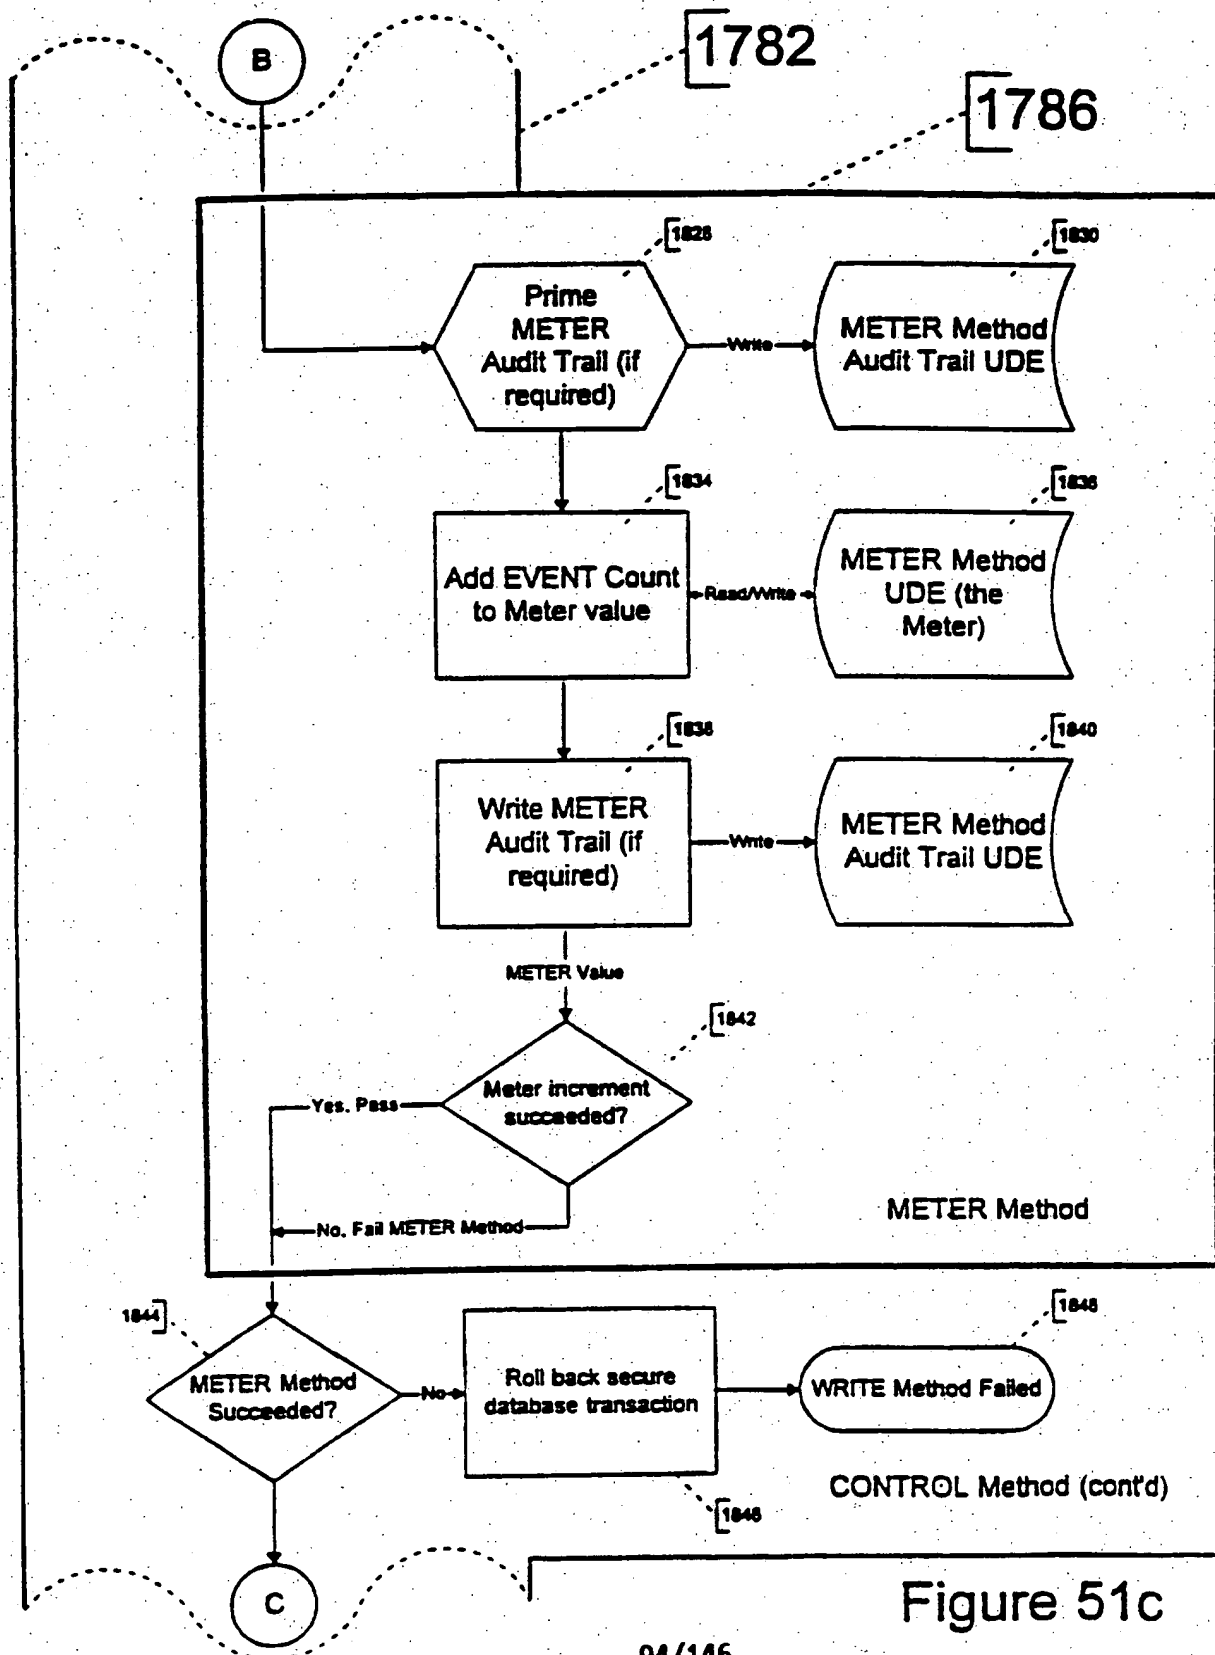 B
1782
1786
1828
1830
Prime
METER
Audit Trail (if
required)
Write
METER Method
Audit Trail UDE
1834
1836
Add EVENT Count
to Meter value
Read/Write
METER Method
UDE (the
Meter)
1838
1840
Write METER
Audit Trail (if
required)
Write
METER Method
Audit Trail UDE
METER Value
1842
Meter increment
succeeded?
Yes. Pass
No. Fail METER Method
METER Method
1844
METER Method
Succeeded?
No
Roll back secure
database transaction
1848
WRITE Method Failed
1846
CONTROL Method (cont'd)
C
Figure 51c
94/146